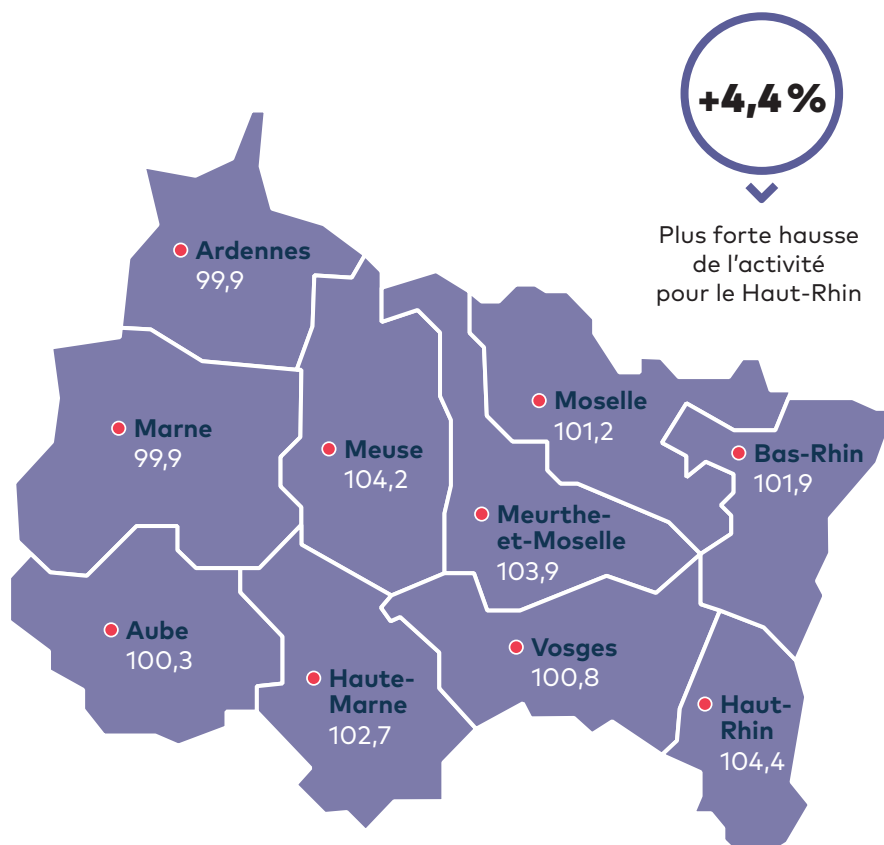 +4,4 %
Plus forte hausse
de l'activité
pour le Haut-Rhin
Ardennes
99,9
Marne
99,9
Meuse
104,2
Moselle
101,2
Bas-Rhin
101,9
Meurthe-
et-Moselle
103,9
Aube
100,3
Haute-
Marne
102,7
Vosges
100,8
Haut-
Rhin
104,4